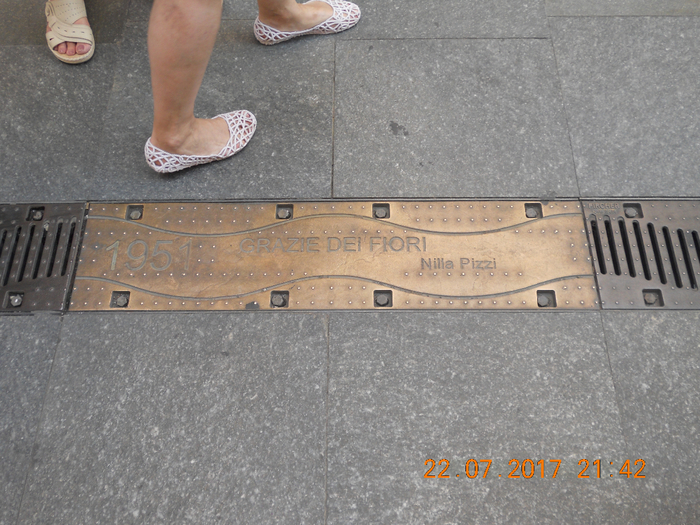 1951 GRAZIE DEI FIORI
Nilla Pizzi
22.07.2017 21:42